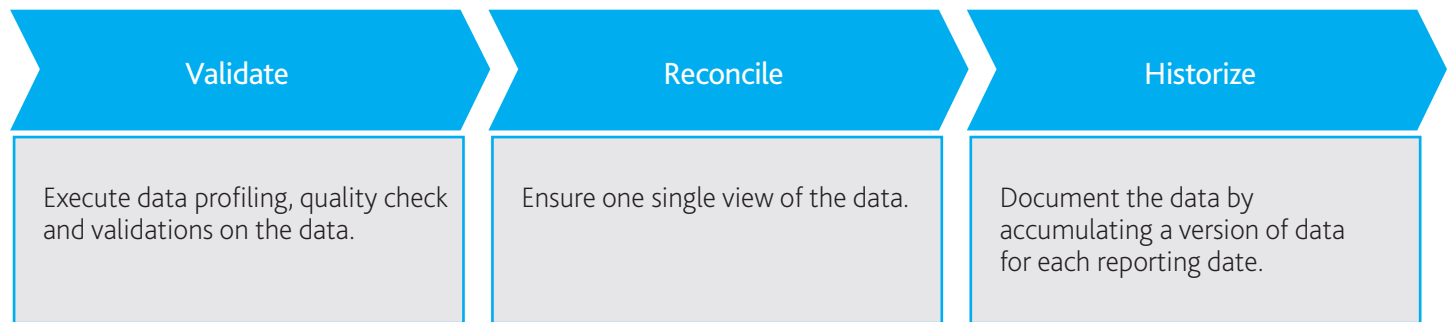 Validate
Execute data profiling, quality check
and validations on the data.
Reconcile
Ensure one single view of the data.
Historize
Document the data by
accumulating a version of data
for each reporting date.